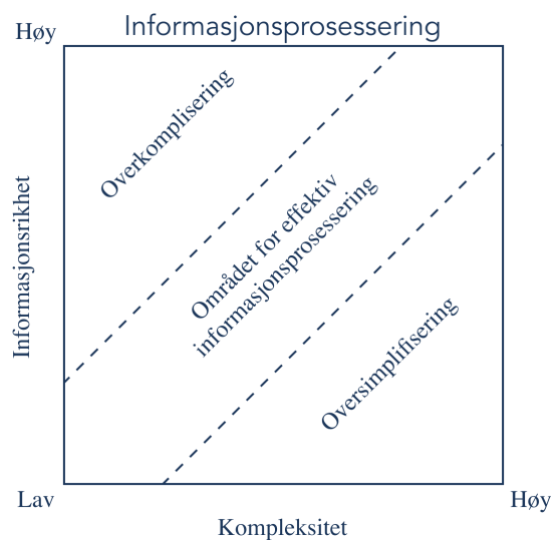 Informasjonsprosessering
Høy
Overkomplisering
Området for effektiv
informasjonsprosessering
Oversimplifisering
Informasjonsrikhet
Lav
Høy
Kompleksitet